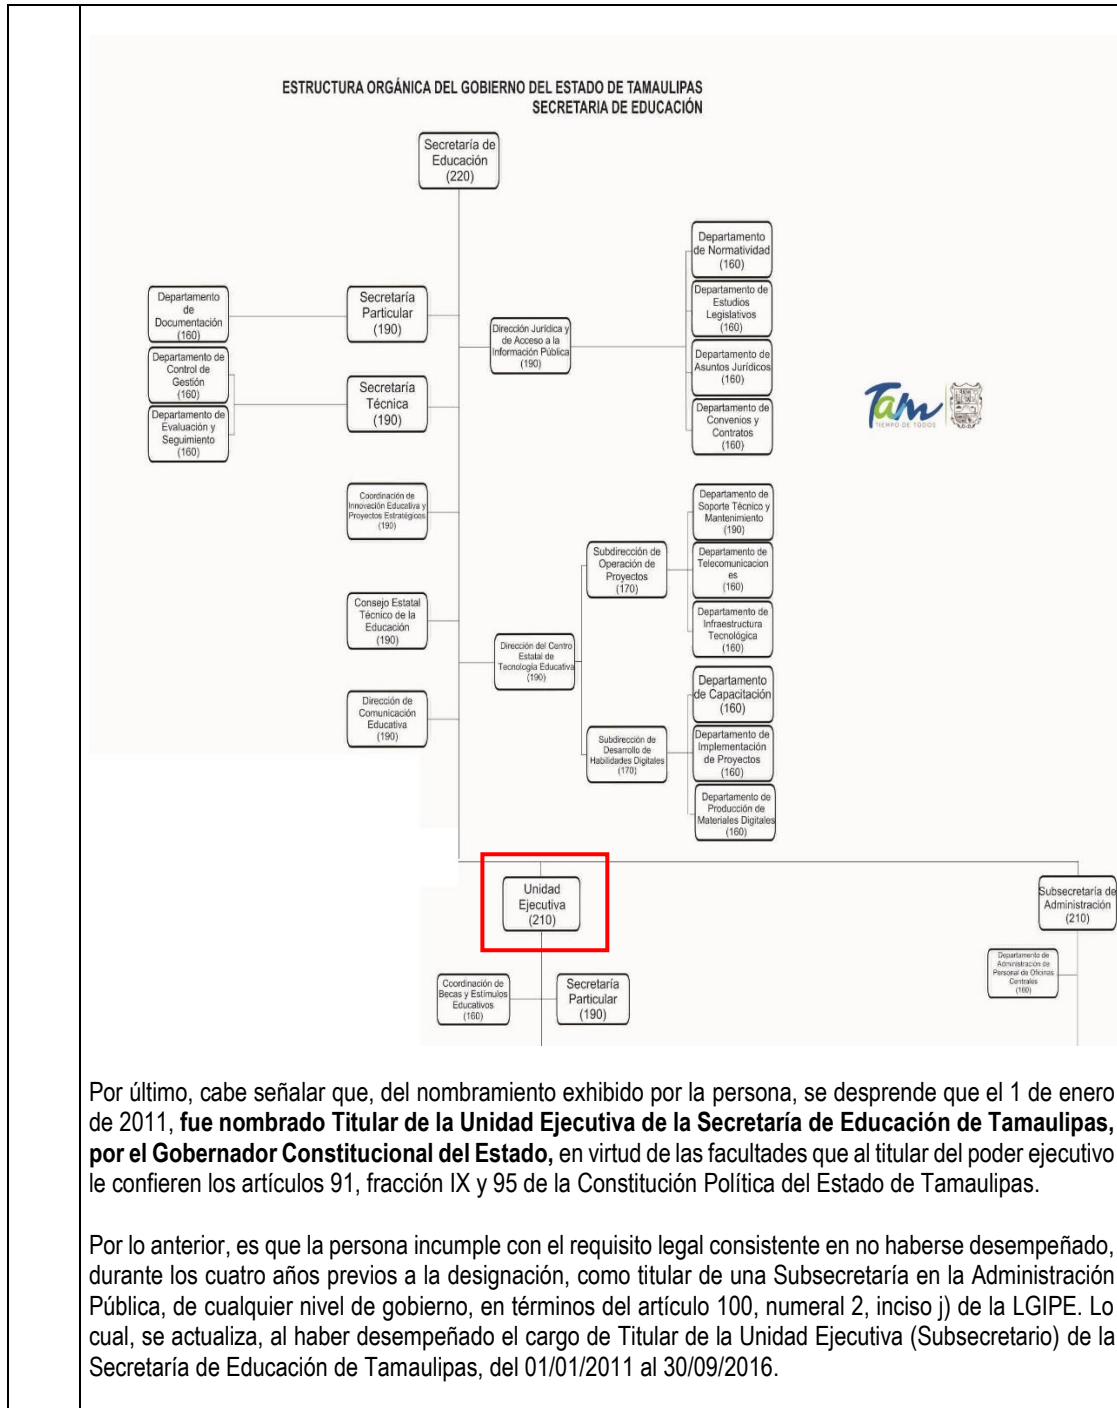 ESTRUCTURA ORGÁNICA DEL GOBIERNO DEL ESTADO DE TAMAULIPAS
SECRETARIA DE EDUCACIÓN
Secretaría de
Educación
(220)
Departamento
de Normatividad
(160)
Departamento de
Estudios
Legislativos
(160)
Departamento de
Asuntos Jurídicos
(160)
Departamento de
Convenios y
Contratos
(160)
Departamento
de
Documentación
(160)
Secretaría
Particular
(190)
Dirección Jurídica y
de Acceso a la
Información Pública
(190)
Departamento de
Control de
Gestión
(160)
Departamento de
Evaluación y
Seguimiento
(160)
Secretaría
Técnica
(190)
Tam
TIEMPO DE TODOS
Coordinación de
Innovación Educativa y
Proyectos Estratégicos
(190)
Departamento de
Soporte Técnico y
Mantenimiento
(190)
Subdirección de
Operación de
Proyectos
(170)
Departamento de
Telecomunicacion
es
(160)
Departamento de
Infraestructura
Tecnológica
(160)
Consejo Estatal
Técnico de la
Educación
(190)
Dirección del Centro
Estatal de
Tecnología Educativa
(190)
Departamento
de Capacitación
(160)
Dirección de
Comunicación
Educativa
(190)
Subdirección de
Desarrollo de
Habilidades Digitales
(170)
Departamento de
Implementación
de Proyectos
(160)
Departamento de
Producción de
Materiales Digitales
(160)
Unidad
Ejecutiva
(210)
Subsecretaría de
Administración
(210)
Coordinación de
Becas y Estímulos
Educativos
(160)
Secretaría
Particular
(190)
Departamento de
Administración de
Personal de Oficinas
Centrales
(160)
Por último, cabe señalar que, del nombramiento exhibido por la persona, se desprende que el 1 de enero
de 2011, fue nombrado Titular de la Unidad Ejecutiva de la Secretaría de Educación de Tamaulipas,
por el Gobernador Constitucional del Estado, en virtud de las facultades que al titular del poder ejecutivo
le confieren los artículos 91, fracción IX y 95 de la Constitución Política del Estado de Tamaulipas.
Por lo anterior, es que la persona incumple con el requisito legal consistente en no haberse desempeñado,
durante los cuatro años previos a la designación, como titular de una Subsecretaría en la Administración
Pública, de cualquier nivel de gobierno, en términos del artículo 100, numeral 2, inciso j) de la LGIPE. Lo
cual, se actualiza, al haber desempeñado el cargo de Titular de la Unidad Ejecutiva (Subsecretario) de la
Secretaría de Educación de Tamaulipas, del 01/01/2011 al 30/09/2016.